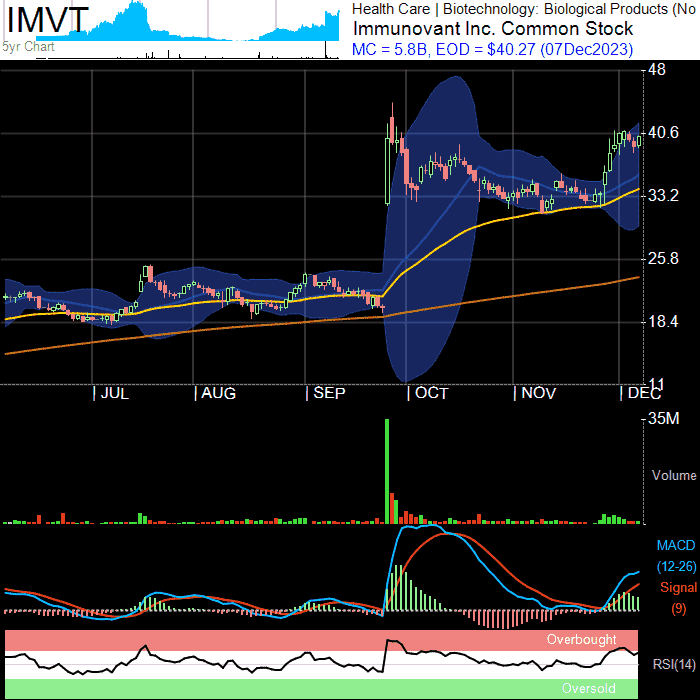 IMVT
Health Care | Biotechnology: Biological Products (No
Immunovant Inc. Common Stock
5yr Chart
MC = 5.8B, EOD = $40.27 (07Dec2023)
48
40.6
33.2
25.8
18.4
11
JUL
AUG
SEP
OCT
NOV
DEC
35M
Volume
MACD
(12-26)
Signal
(9)
Overbought
RSI(14)
Oversold